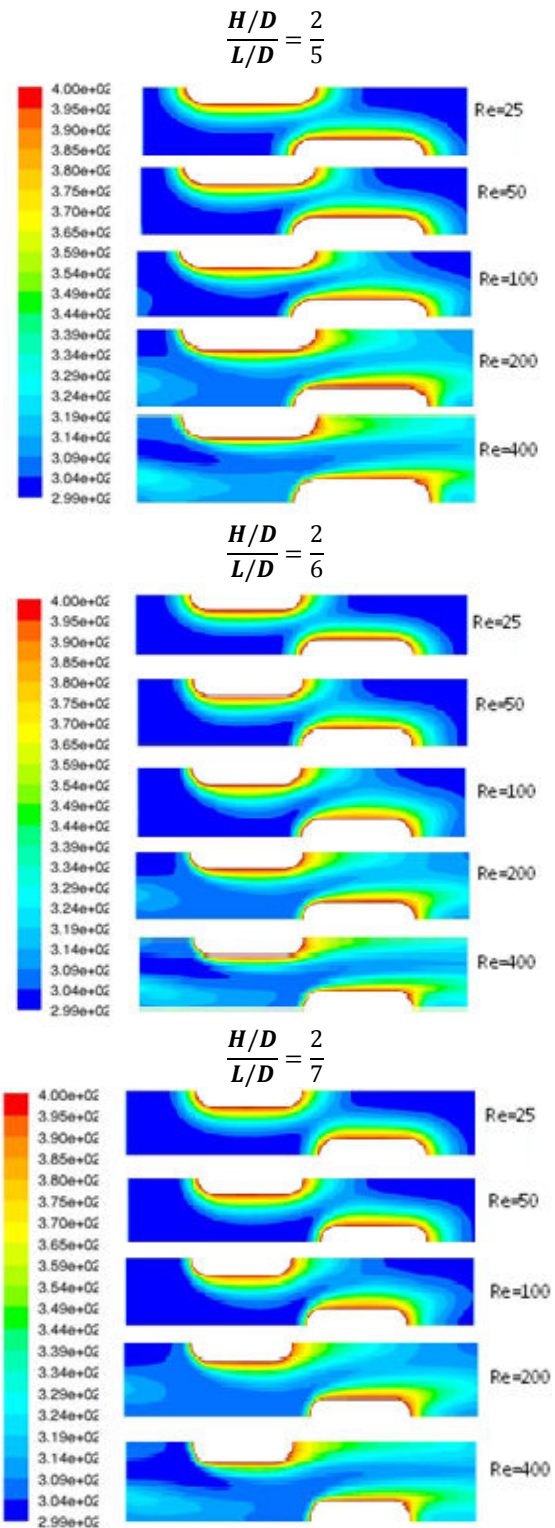 H/D 2
L/D = 5
4.00e+02
3.95e+02
3.90e+02
3.85e+02
3.80e+02
3.75e+02
3.70e+02
3.59e+02
3.54e+02
3.49e+02
3.44e+02
3.39e+02
3.34e+02
3.29e+02
3.24e+02
3.19e+02
3.14e+02
3.09e+02
3.04e+02
2.99e+02
Re=25
Re=50
Re=100
Re=200
Re=400
H/D 2
L/D = 6
4.00e+02
3.95e+02
3.90e+02
3.85e+02
3.80e+02
3.75e+02
3.70e+02
3.65e+02
3.59e+02
3.54e+02
3.49e+02
3.44e+02
3.39e+02
3.34e+02
3.29e+02
3.24e+02
3.19e+02
3.14e+02
3.09e+02
3.04e+02
2.99e+02
Re=25
Re=50
Re=100
Re=200
Re=400
H/D 2
L/D = 7
4.00e+02
3.95e+02
3.90e+02
3.85e+02
3.80e+02
3.75e+02
3.70e+02
3.65e+02
3.59e+02
3.54e+02
3.49e+02
3.44e+02
3.39e+02
3.34e+02
3.29e+02
3.24e+02
3.19e+02
3.14e+02
3.09e+02
3.04e+02
2.99e+02
Re=25
Re=50
Re=100
Re=200
Re=400